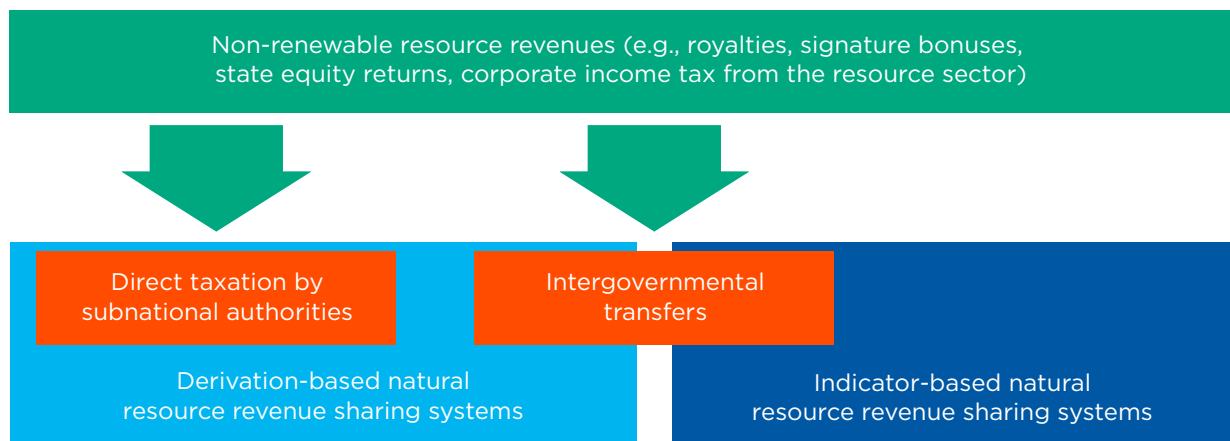 Non-renewable resource revenues (e.g., royalties, signature bonuses,
state equity returns, corporate income tax from the resource sector)
Direct taxation by
subnational authorities
Intergovernmental
transfers
Derivation-based natural
resource revenue sharing systems
Indicator-based natural
resource revenue sharing systems